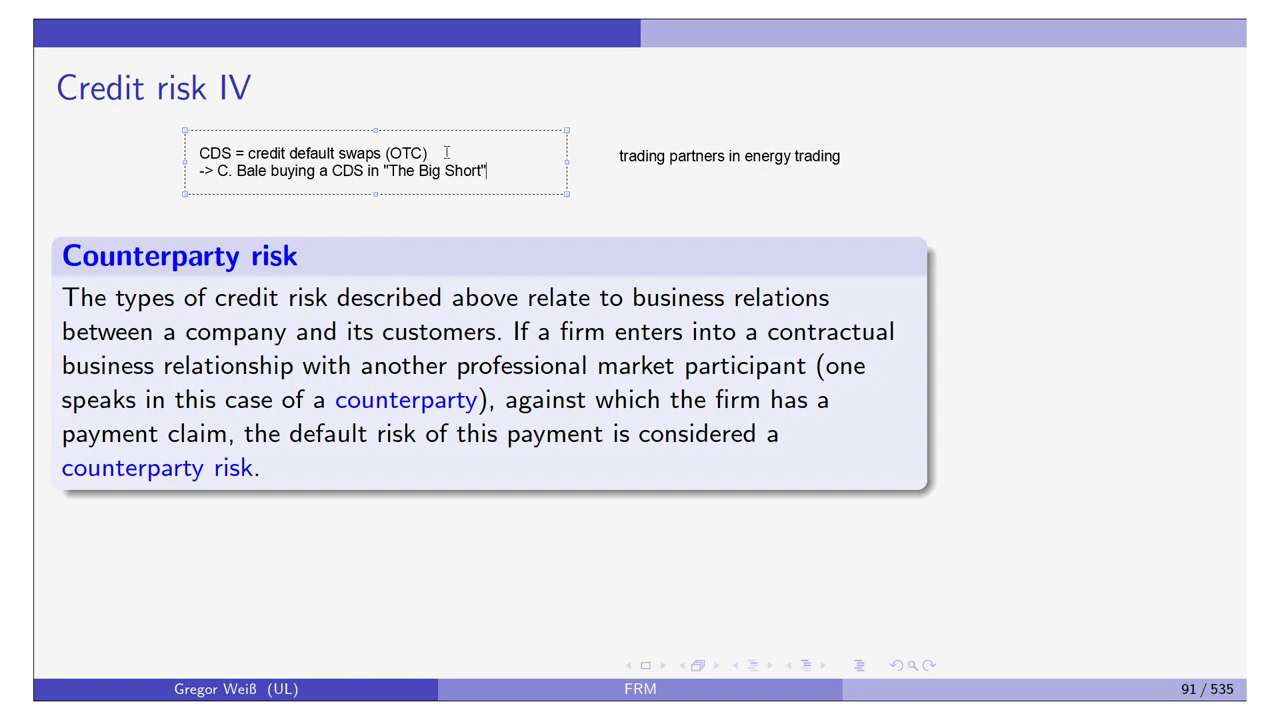 Credit risk IV
CDS = credit default swaps (OTC)
-> C. Bale buying a CDS in "The Big Short"
trading partners in energy trading
Counterparty risk
The types of credit risk described above relate to business relations
between a company and its customers. If a firm enters into a contractual
business relationship with another professional market participant (one
speaks in this case of a counterparty), against which the firm has a
payment claim, the default risk of this payment is considered a
counterparty risk.
Gregor Weiß (UL)
FRM
91 / 535